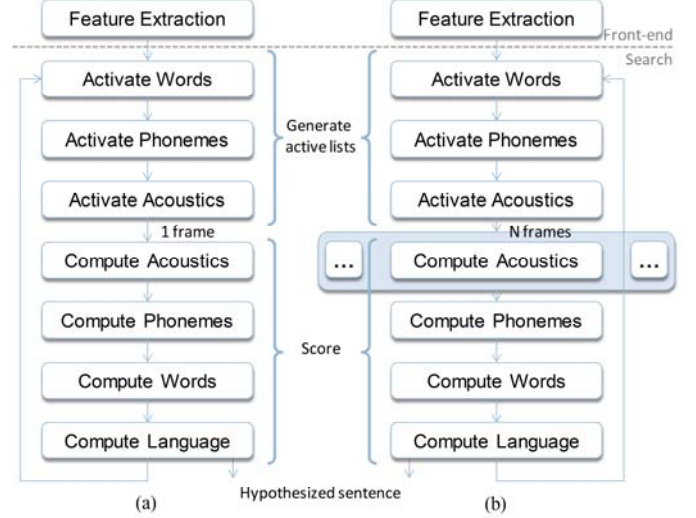 Feature Extraction
Activate Words
Activate Phonemes
Activate Acoustics
1 frame
Compute Acoustics
Compute Phonemes
Compute Words
Compute Language
(a)
Generate
active lists
Score
Hypothesized sentence
Feature Extraction
Front-end
Search
Activate Words
Activate Phonemes
Activate Acoustics
N frames
...
Compute Acoustics
...
Compute Phonemes
Compute Words
Compute Language
(b)